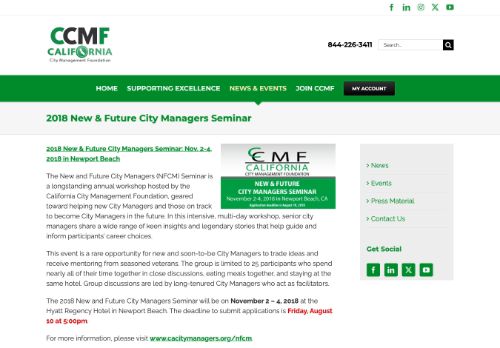 CCMF
CALIFORNIA
City Management Foundation
844-226-3411
Search...
HOME SUPPORTING EXCELLENCE NEWS & EVENTS JOIN CCMF MY ACCOUNT
2018 New & Future City Managers Seminar
2018 New & Future City Managers Seminar: Nov. 2-4,
2018 in Newport Beach
The New and Future City Managers (NFCM) Seminar is
a longstanding annual workshop hosted by the
California City Management Foundation, geared
toward helping new City Managers and those on track
to become City Managers in the future. In this intensive, multi-day workshop, senior city
managers share a wide range of keen insights and legendary stories that help guide and
inform participants' career choices.
CCMF
CALIFORNIA
CITY MANAGEMENT FOUNDATION
NEW & FUTURE
CITY MANAGERS SEMINAR
November 2-4, 2018 in Newport Beach, CA
Application deadline is August 10, 2018
This event is a rare opportunity for new and soon-to-be City Managers to trade ideas and
receive mentoring from seasoned veterans. The group is limited to 25 participants who spend
nearly all of their time together in close discussions, eating meals together, and staying at the
same hotel. Group discussions are led by long-tenured City Managers who act as facilitators.
The 2018 New and Future City Managers Seminar will be on November 2 – 4, 2018 at the
Hyatt Regency Hotel in Newport Beach. The deadline to submit applications is Friday, August
10 at 5:00pm.
For more information, please visit www.cacitymanagers.org/nfcm.
> News
> Events
> Press Material
> Contact Us
Get Social